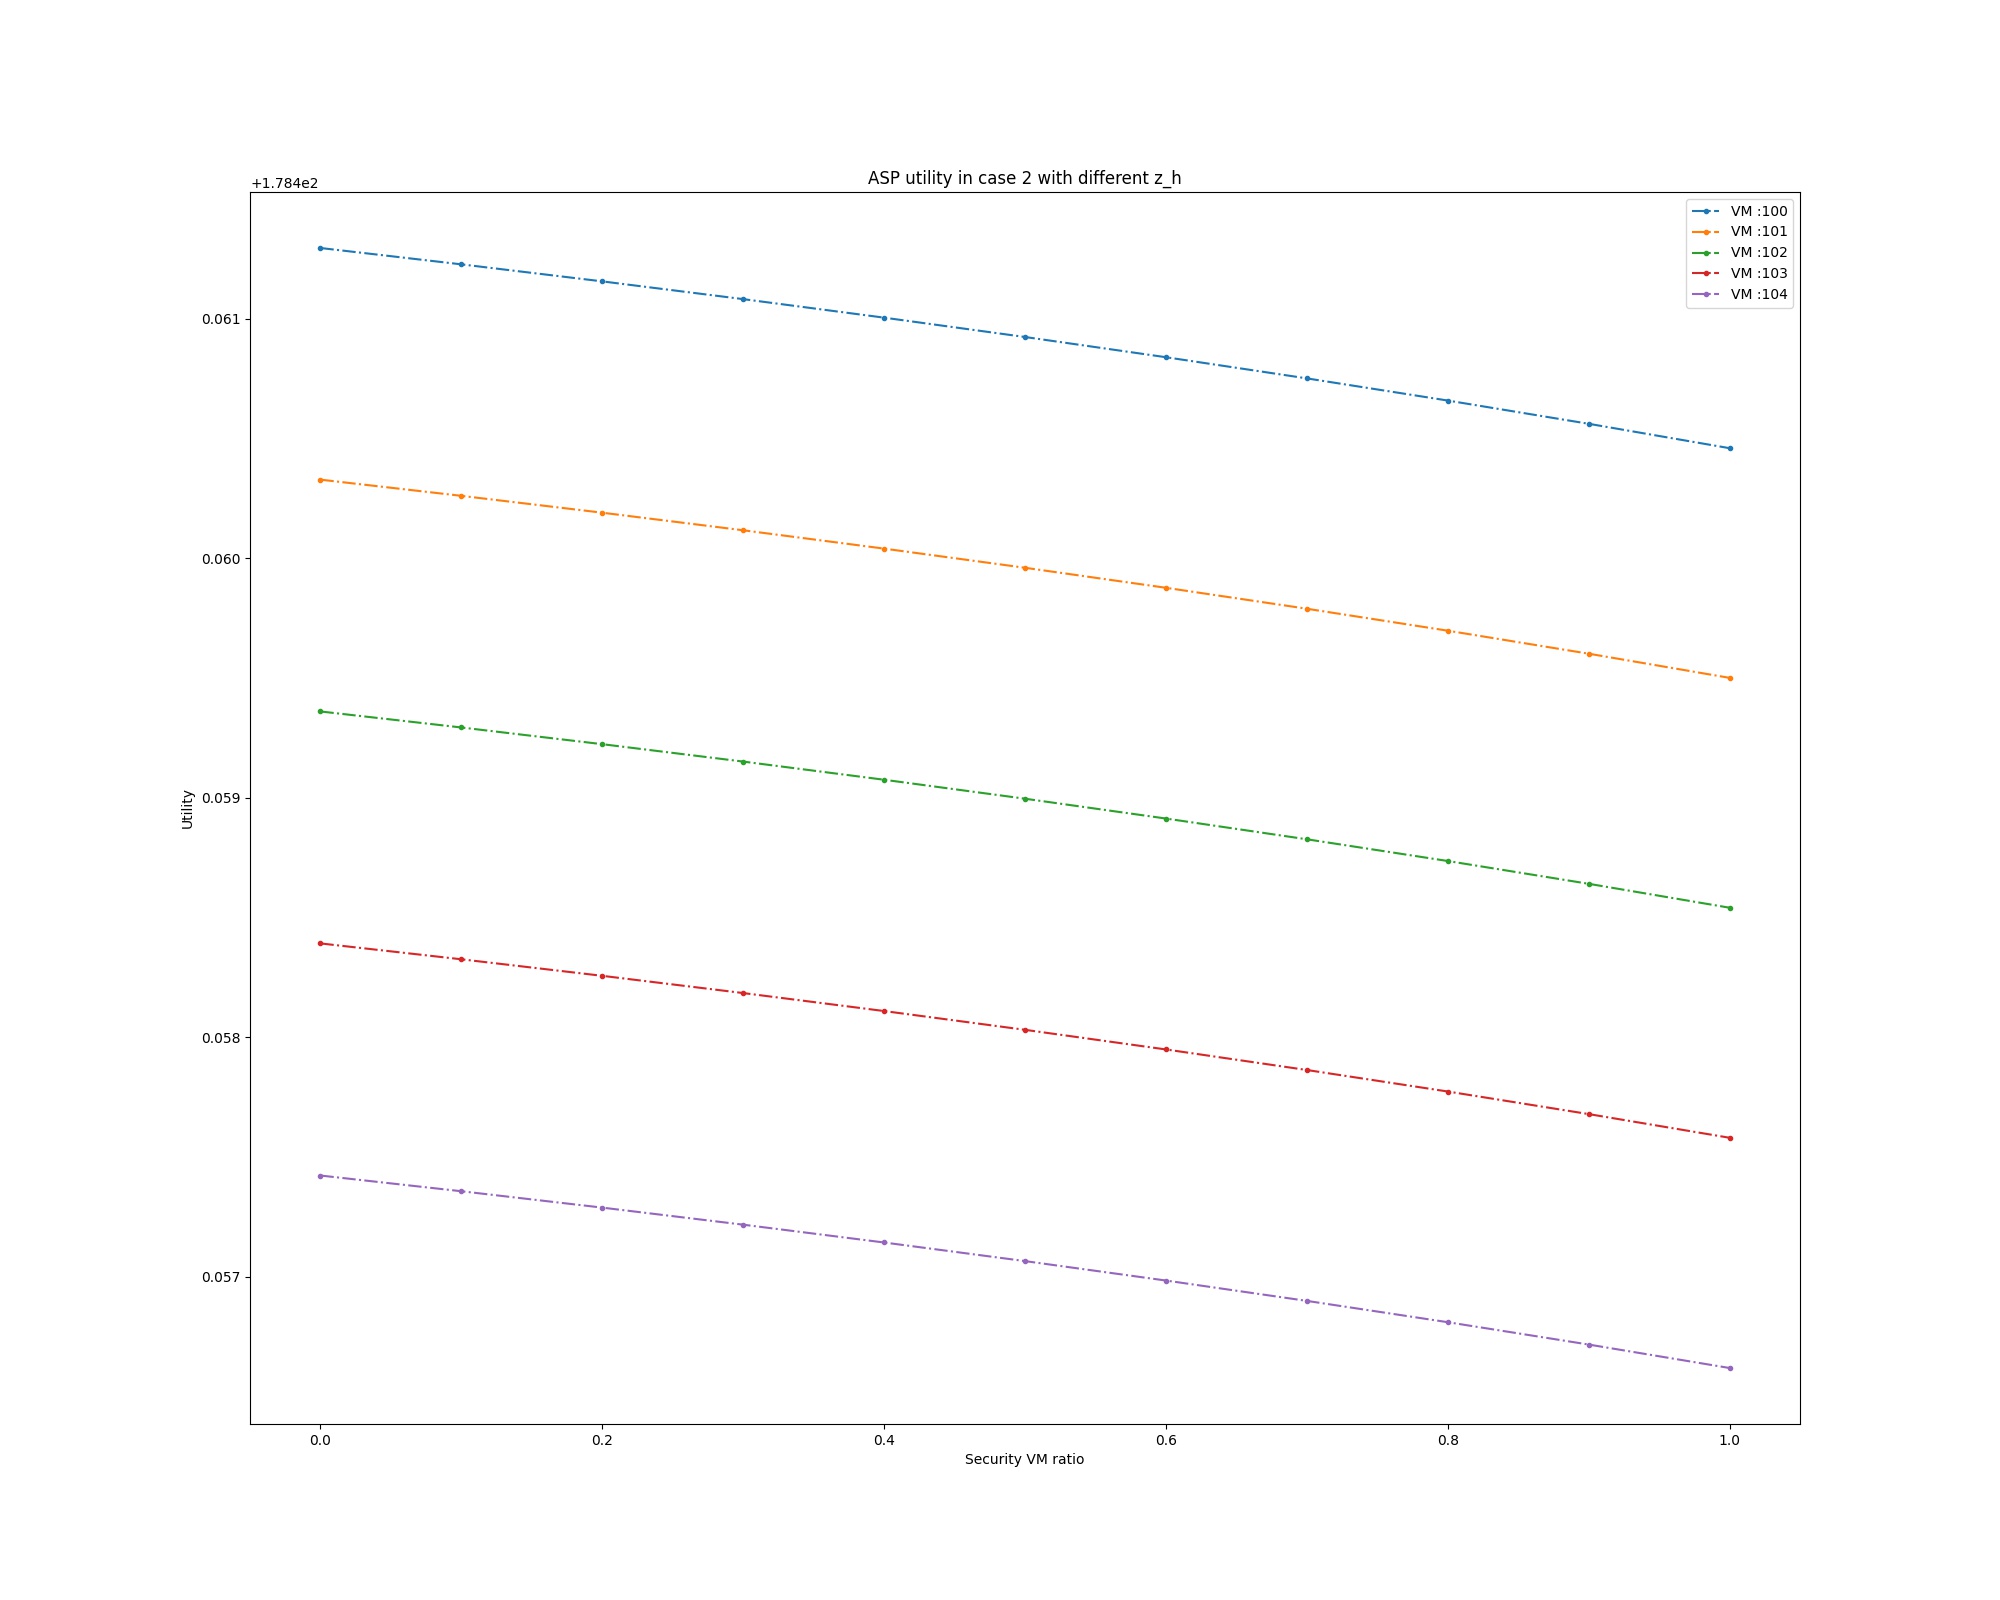 ASP utility in case 2 with different z_h
+1.784e2
VM :100
VM :101
VM :102
VM :103
VM :104
0.061
0.060
0.059
0.058
0.057
Utility
0.0 0.2 0.4 0.6 0.8 1.0
Security VM ratio